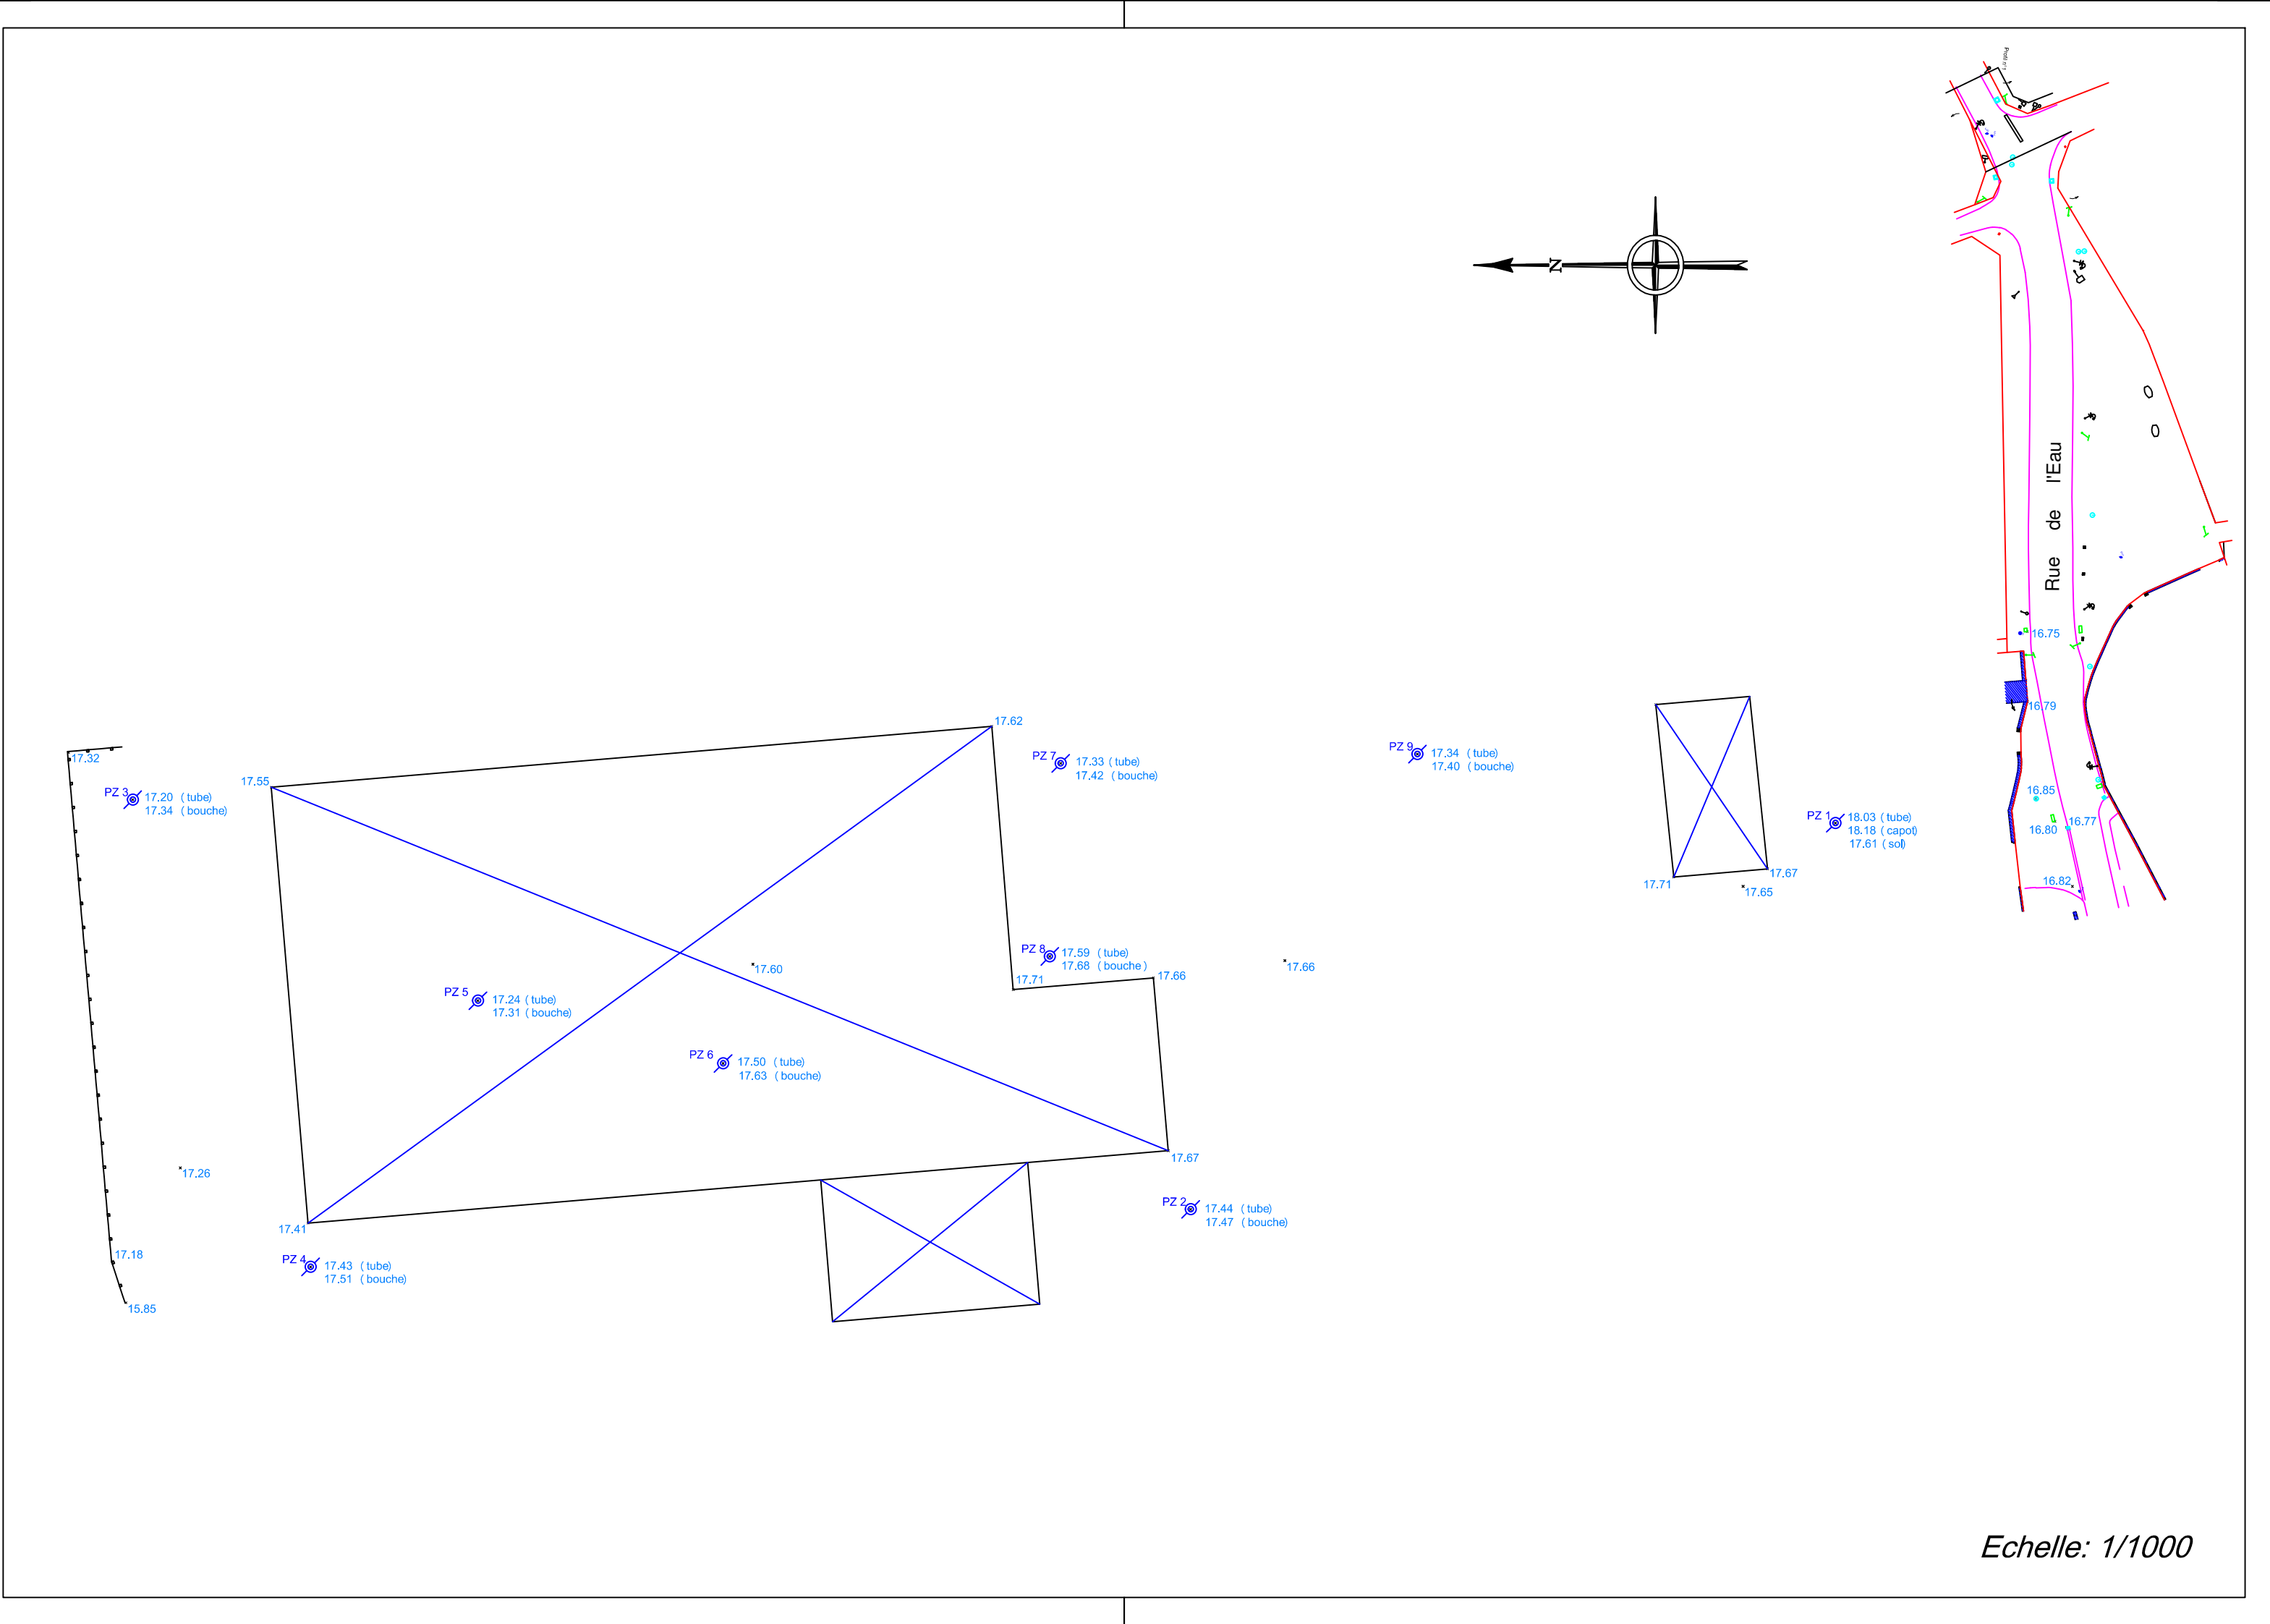 Profil n°1
N
Rue de l'Eau
16.75
16.79
16.85
16.80
16.77
16.82
17.32
PZ 3
17.20 (tube)
17.34 (bouche)
17.55
17.62
PZ 7
17.33 (tube)
17.42 (bouche)
PZ 9
17.34 (tube)
17.40 (bouche)
PZ 1
18.03 (tube)
18.18 (capot)
17.61 (sol)
17.71
17.67
17.65
PZ 8
17.59 (tube)
17.68 (bouche)
17.60
17.66
17.71
17.66
PZ 5
17.24 (tube)
17.31 (bouche)
PZ 6
17.50 (tube)
17.63 (bouche)
17.26
17.67
PZ 2
17.44 (tube)
17.47 (bouche)
17.41
17.18
PZ 4
17.43 (tube)
17.51 (bouche)
15.85
Echelle: 1/1000